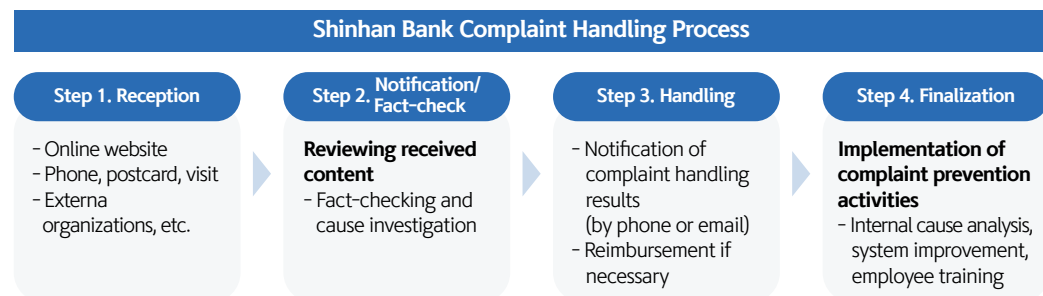 Shinhan Bank Complaint Handling Process
Step 1. Reception
- Online website
- Phone, postcard, visit
- Externa
organizations, etc.
Step 2. Notification/
Fact-check
Reviewing received
content
- Fact-checking and
cause investigation
Step 3. Handling
- Notification of
complaint handling
results
(by phone or email)
- Reimbursement if
necessary
Step 4. Finalization
Implementation of
complaint prevention
activities
- Internal cause analysis,
system improvement,
employee training